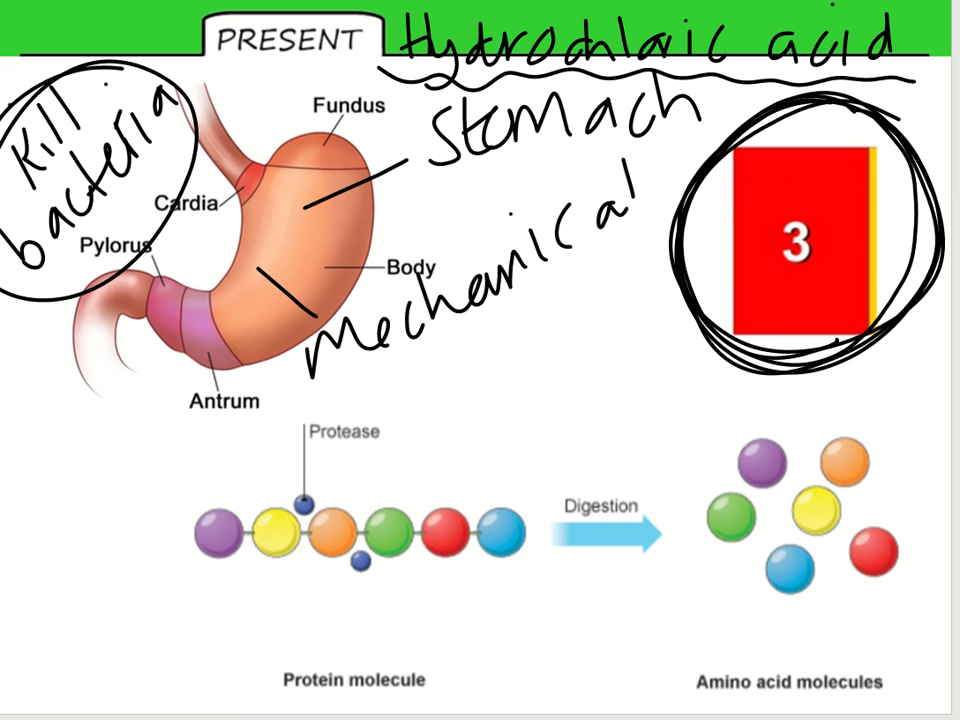 PRESENT
Hydrochloric acid
Kill
bacteria
Fundus
Stomach
Cardia
Mechanical
3
Pylorus
Body
Antrum
Protease
Digestion
Protein molecule
Amino acid molecules